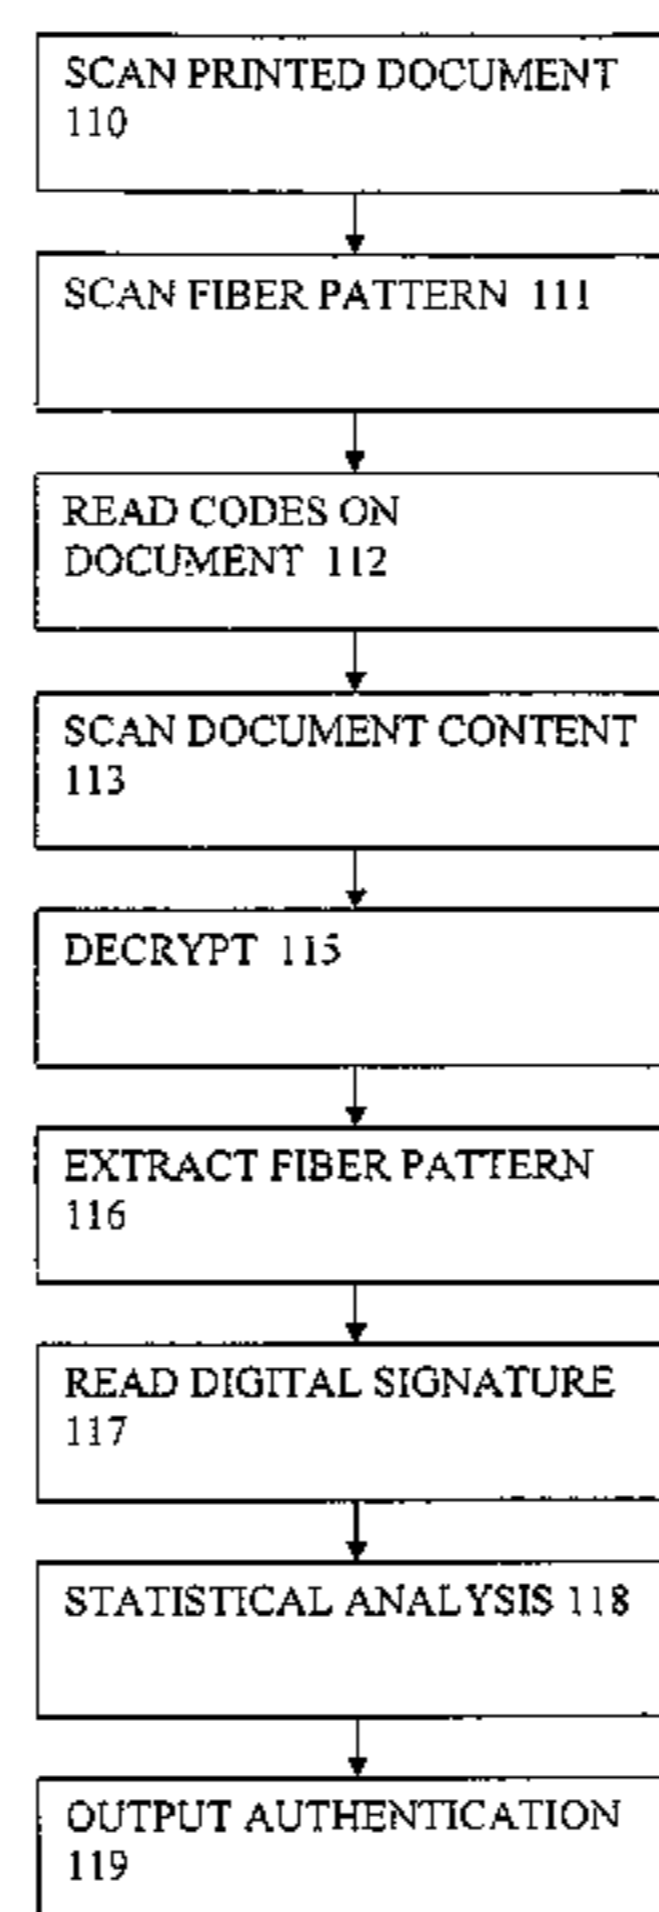 SCAN PRINTED DOCUMENT
110
SCAN FIBER PATTERN 111
READ CODES ON
DOCUMENT 112
SCAN DOCUMENT CONTENT
113
DECRYPT 115
EXTRACT FIBER PATTERN
116
READ DIGITAL SIGNATURE
117
STATISTICAL ANALYSIS 118
OUTPUT AUTHENTICATION
119